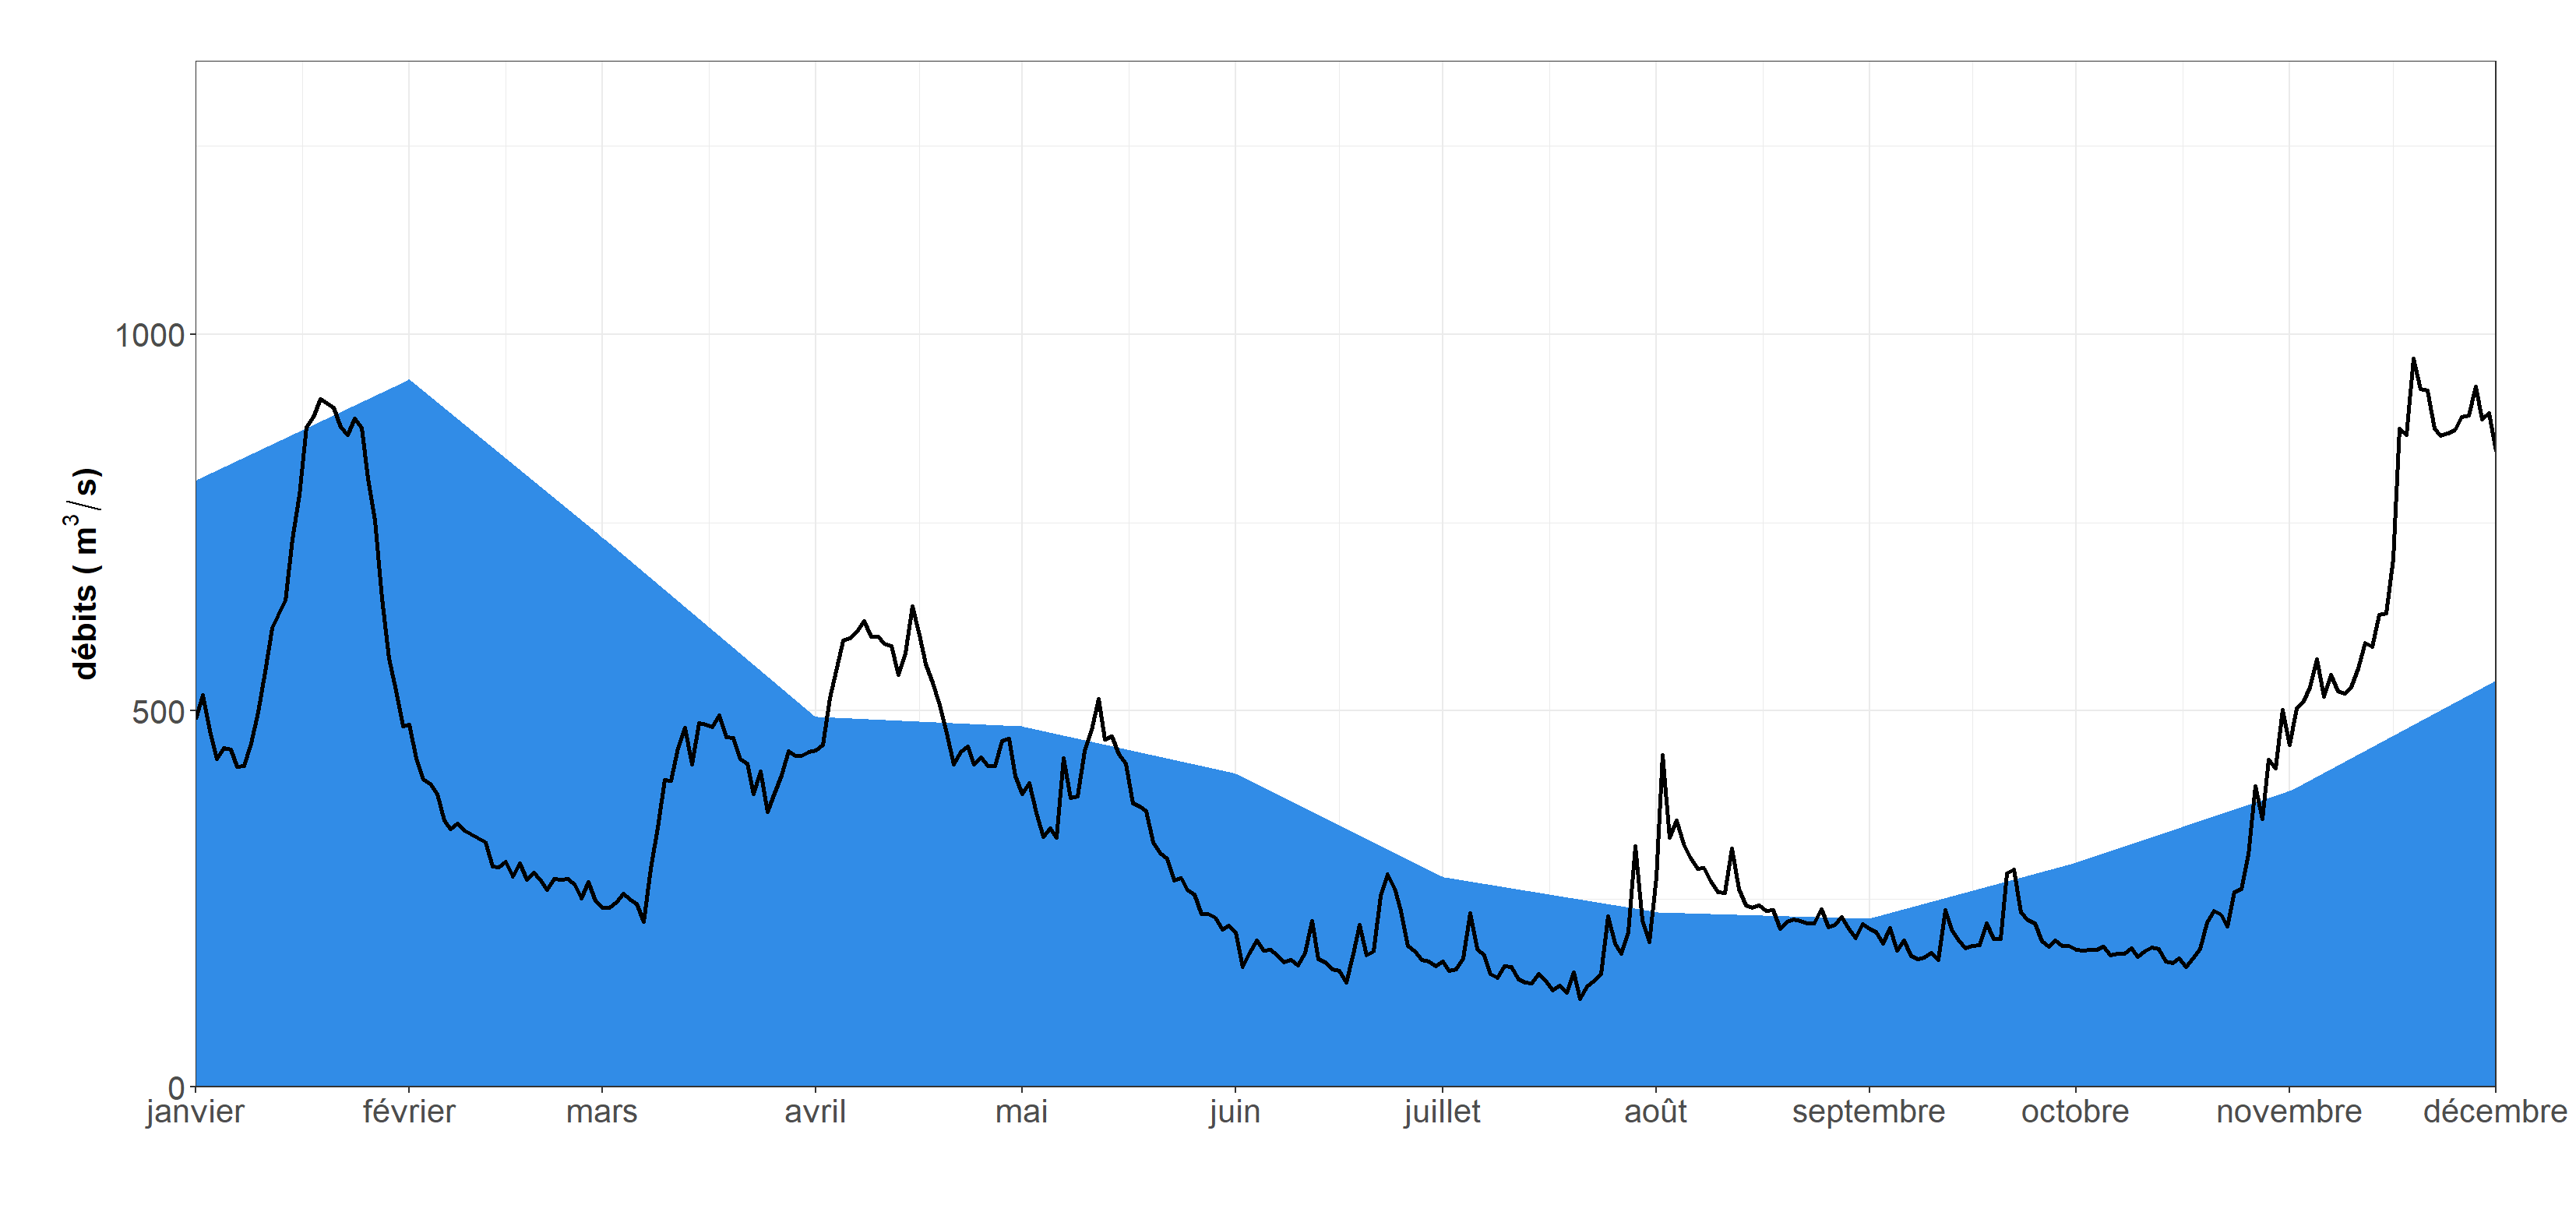 débits ( m³/s)
1000
500
0
janvier février mars avril mai juin juillet août septembre octobre novembre décembre